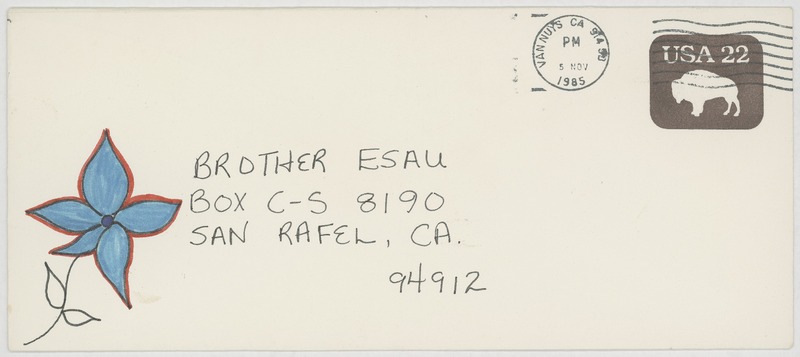 VAN NUYS CA
PM
5 NOV
1985
USA 22
BROTHER ESAU
BOX C-S 8190
SAN RAFEL, CA.
94912